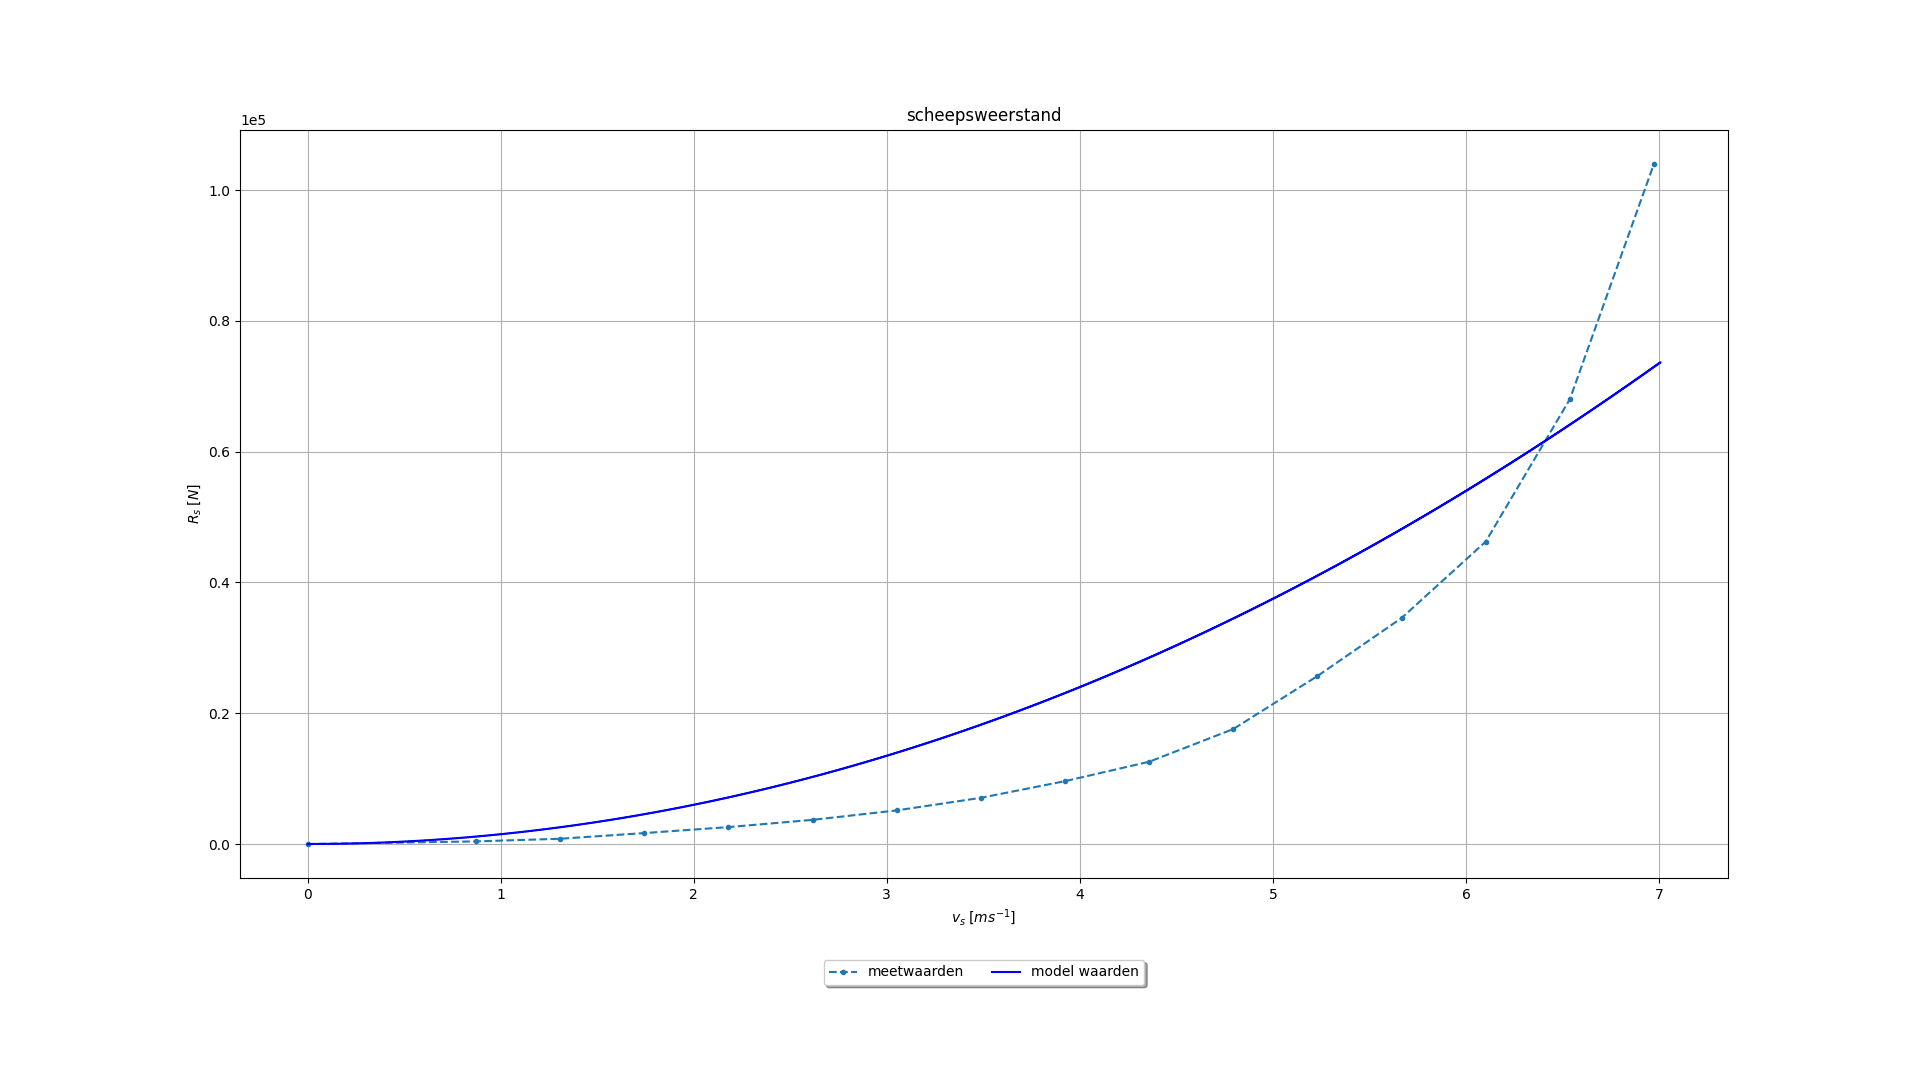 scheepsweerstand
1e5
1.0
0.8
0.6
0.4
0.2
0.0
R_s [N]
0 1 2 3 4 5 6 7
v_s [ms^{-1}]
meetwaarden model waarden